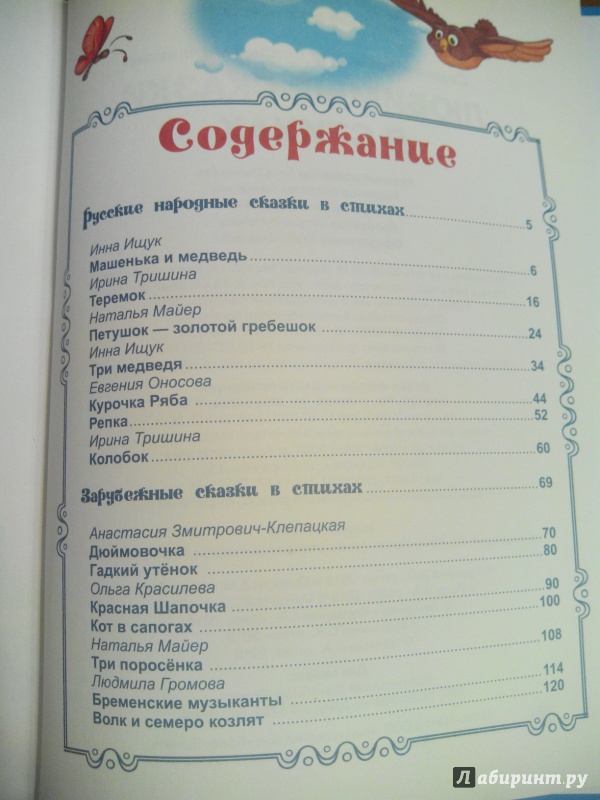 Содержание
Русские народные сказки в стихах 5
Инна Ищук
Машенька и медведь 6
Ирина Тришина
Теремок 16
Наталья Майер
Петушок — золотой гребешок 24
Инна Ищук
Три медведя 34
Евгения Оносова
Курочка Ряба 44
Репка 52
Ирина Тришина
Колобок 60
Зарубежные сказки в стихах 69
Анастасия Змитрович-Клепацкая
Дюймовочка 70
Гадкий утёнок 80
Ольга Красилева
Красная Шапочка 90
Кот в сапогах 100
Наталья Майер
Три поросёнка 108
Людмила Громова
Бременские музыканты 114
Волк и семеро козлят 120
Лабиринт.ру